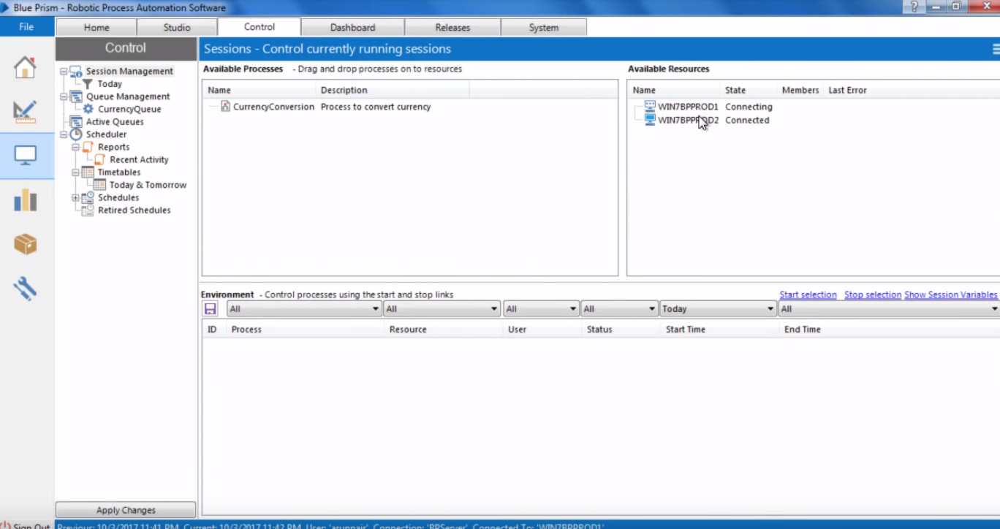 Blue Prism - Robotic Process Automation Software
File Home Studio Control Dashboard Releases System
Control
Session Management
Today
Queue Management
CurrencyQueue
Active Queues
Scheduler
Reports
Recent Activity
Timetables
Today & Tomorrow
Schedules
Retired Schedules
Apply Changes
Sessions - Control currently running sessions
Available Processes - Drag and drop processes on to resources
Name Description
CurrencyConversion Process to convert currency
Available Resources
Name State Members Last Error
WIN7BPPROD1 Connecting
WIN7BPPROD2 Connected
Environment - Control processes using the start and stop links
Start selection Stop selection Show Session Variables
All All All All Today All
ID Process Resource User Status Start Time End Time
Sign Out Previous: 10/3/2017 11:41 PM, Current: 10/3/2017 11:42 PM, User: 'arunnair', Connection: 'BPServer', Connected To: 'WIN7BPPROD1'